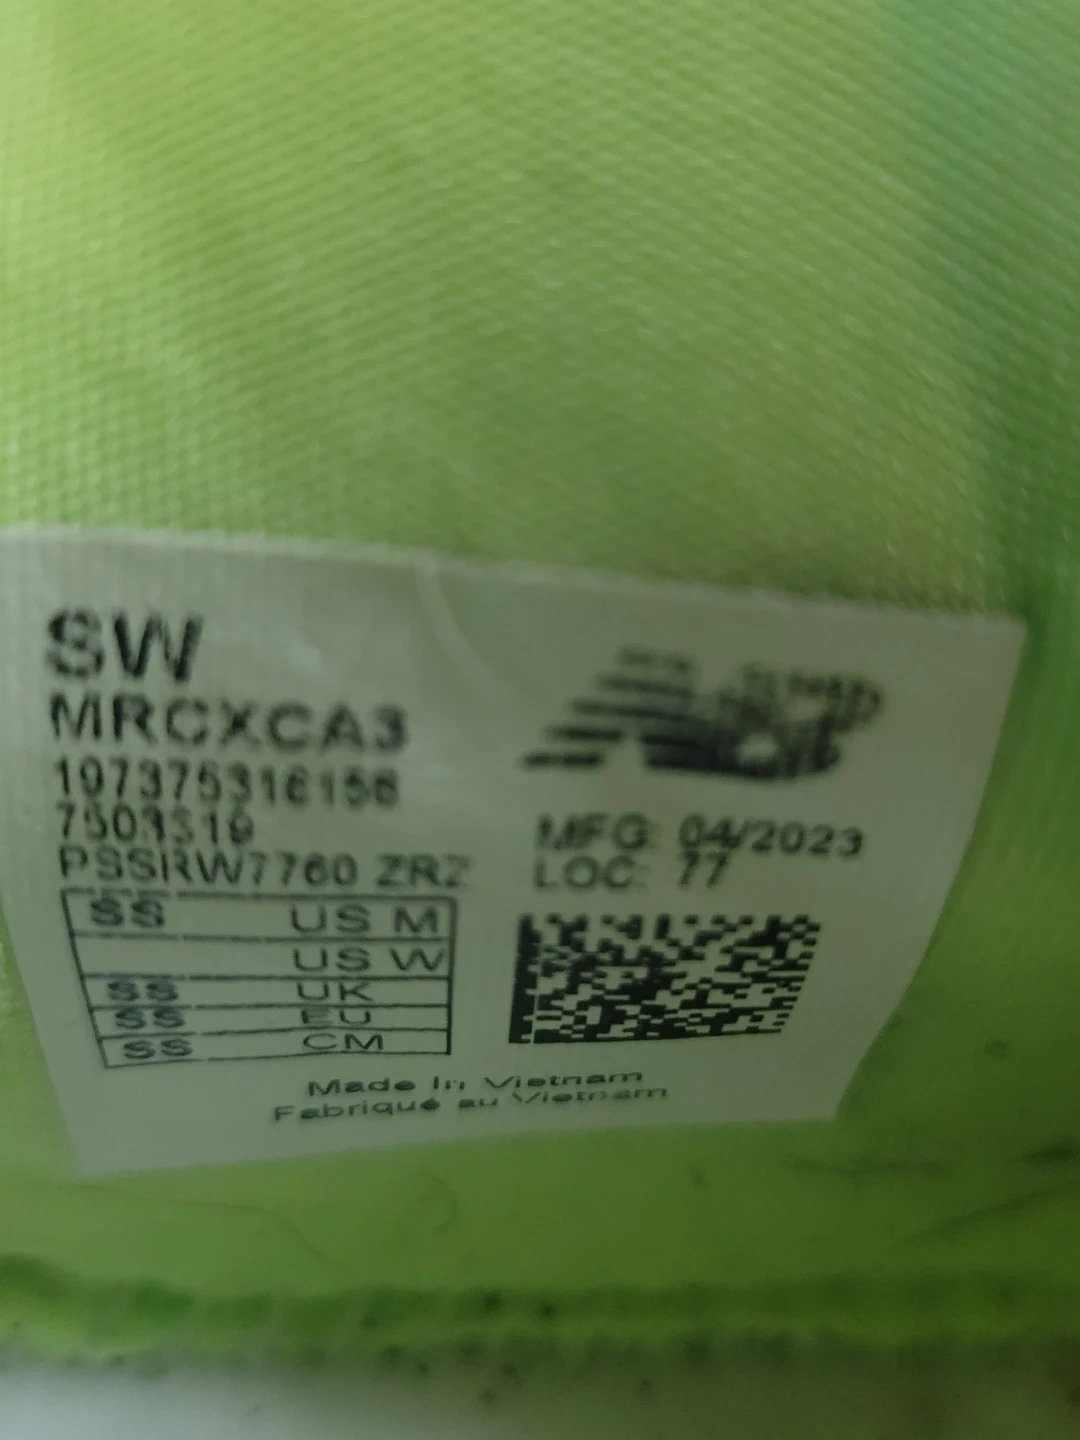 SW
MRCXCA3
197375316156
7503319
PSSRW7760 ZRZ
SS US M
US W
SS UK
SS EU
SS CM
MFG: 04/2023
LOC: 77
Made in Vietnam
Fabriqué au Vietnam